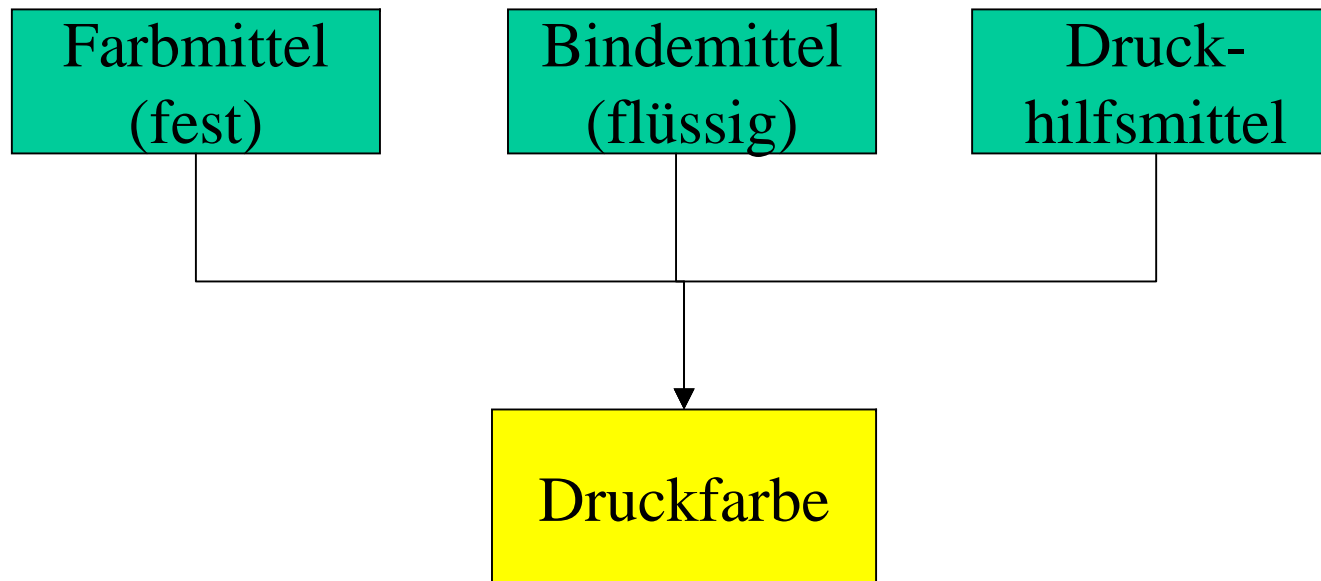 Farbmittel
(fest)
Bindemittel
(flüssig)
Druck-
hilfsmittel
Druckfarbe